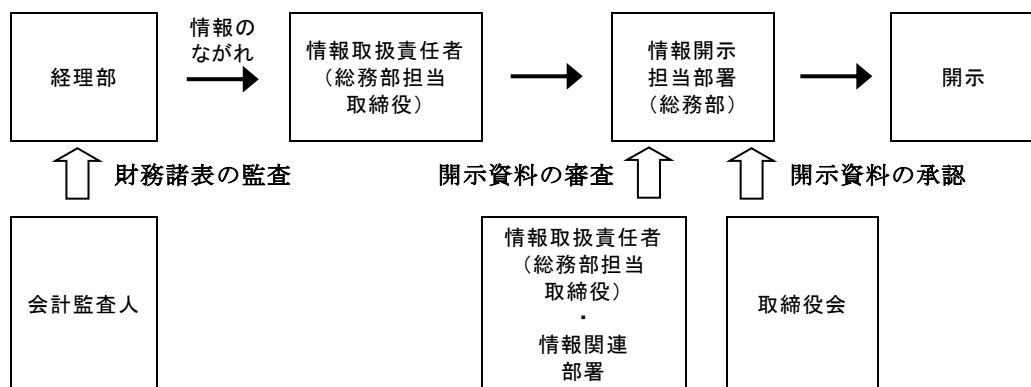 経理部
情報の
ながれ
情報取扱責任者
（総務部担当
取締役）
情報開示
担当部署
（総務部）
開示
財務諸表の監査
開示資料の審査
開示資料の承認
会計監査人
情報取扱責任者
（総務部担当
取締役）
・
情報関連
部署
取締役会